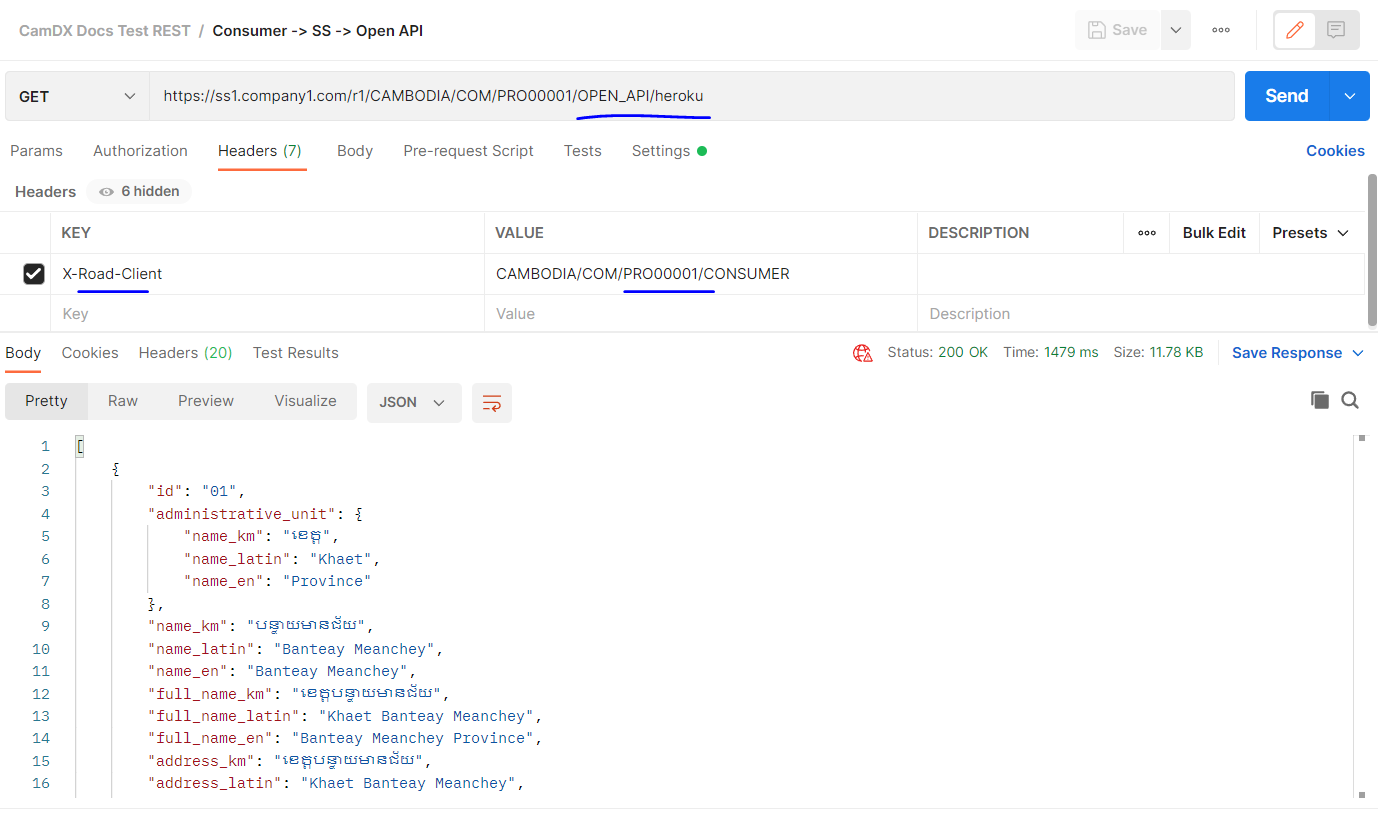 CamDX Docs Test REST / Consumer -> SS -> Open API Save
GET https://ss1.company1.com/r1/CAMBODIA/COM/PRO00001/OPEN_API/heroku Send
Params Authorization Headers (7) Body Pre-request Script Tests Settings Cookies
Headers 6 hidden
KEY VALUE DESCRIPTION Bulk Edit Presets
X-Road-Client CAMBODIA/COM/PRO00001/CONSUMER
Key Value Description
Body Cookies Headers (20) Test Results Status: 200 OK Time: 1479 ms Size: 11.78 KB Save Response
Pretty Raw Preview Visualize JSON
1 [
2 {
3 "id": "01",
4 "administrative_unit": {
5 "name_km": "ខេត្ត",
6 "name_latin": "Khaet",
7 "name_en": "Province"
8 },
9 "name_km": "បន្ទាយមានជ័យ",
10 "name_latin": "Banteay Meanchey",
11 "name_en": "Banteay Meanchey",
12 "full_name_km": "ខេត្តបន្ទាយមានជ័យ",
13 "full_name_latin": "Khaet Banteay Meanchey",
14 "full_name_en": "Banteay Meanchey Province",
15 "address_km": "ខេត្តបន្ទាយមានជ័យ",
16 "address_latin": "Khaet Banteay Meanchey",